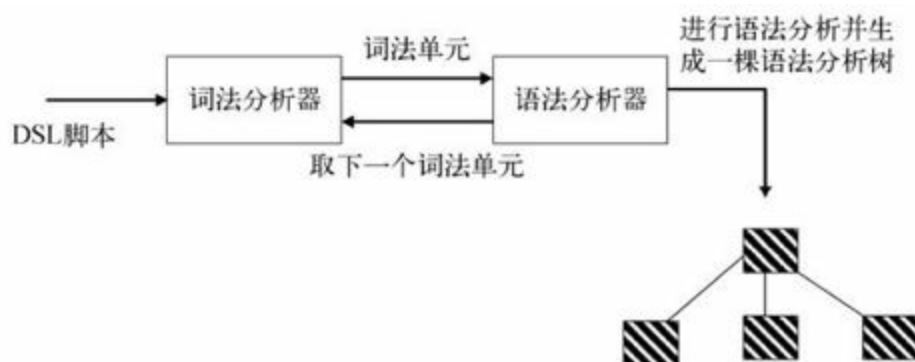 进行语法分析并生
成一棵语法分析树
词法单元
词法分析器
语法分析器
DSL脚本
取下一个词法单元